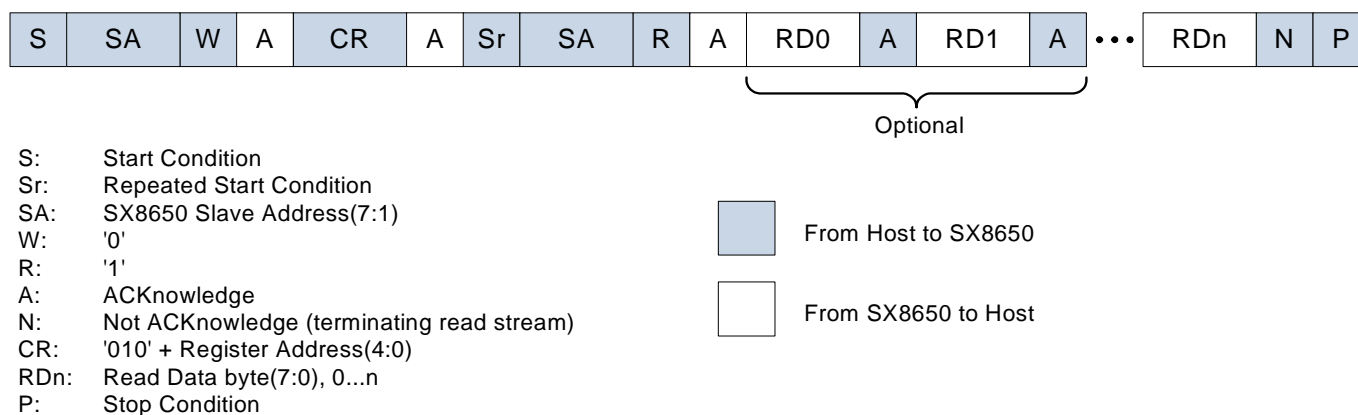 S SA W A CR A Sr SA R A RD0 A RD1 A ••• RDn N P
Optional
S: Start Condition
Sr: Repeated Start Condition
SA: SX8650 Slave Address(7:1)
W: '0'
R: '1'
A: ACKnowledge
N: Not ACKnowledge (terminating read stream)
CR: '010' + Register Address(4:0)
RDn: Read Data byte(7:0), 0...n
P: Stop Condition
From Host to SX8650
From SX8650 to Host